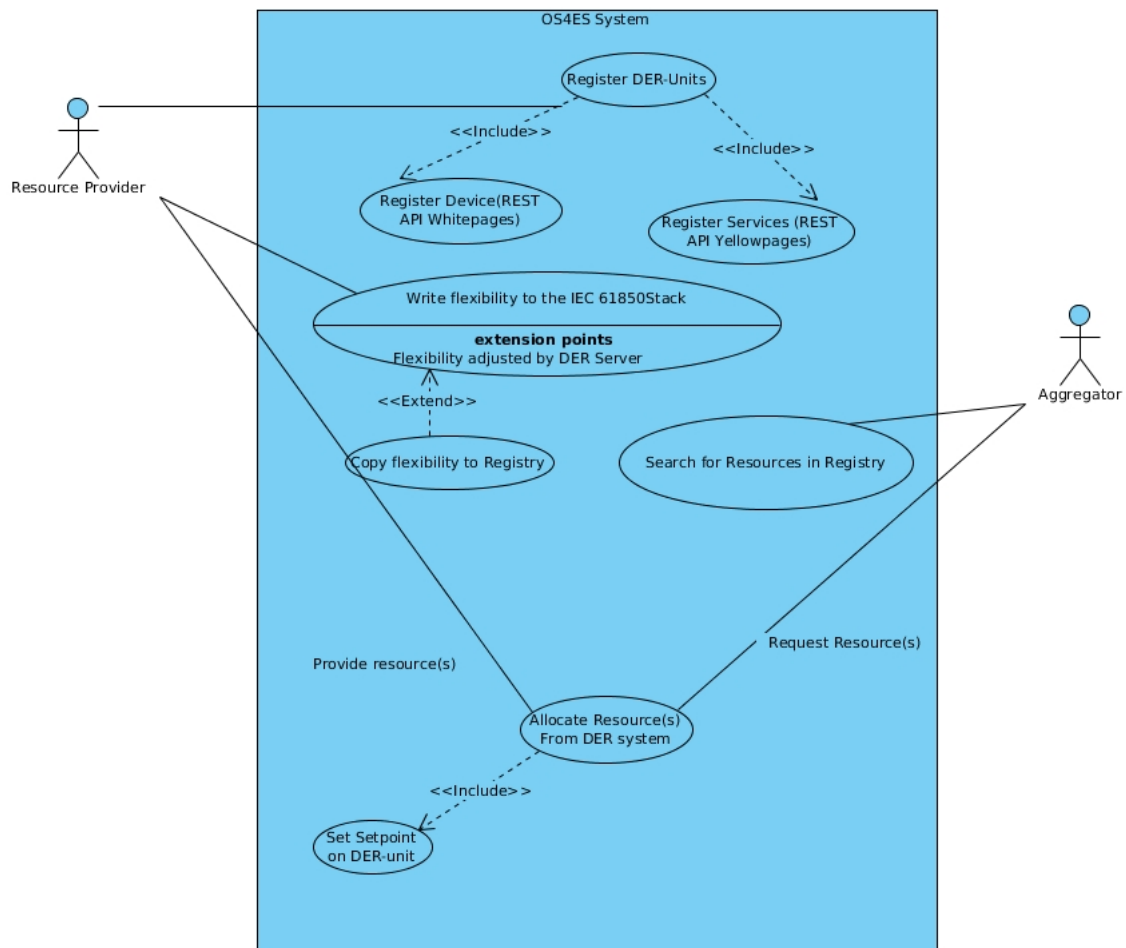 OS4ES System
Register DER-Units
<<Include>>
<<Include>>
Resource Provider
Register Device(REST
API Whitepages)
Register Services (REST
API Yellowpages)
Write flexibility to the IEC 61850Stack
extension points
Flexibility adjusted by DER Server
<<Extend>>
Aggregator
Copy flexibility to Registry
Search for Resources in Registry
Request Resource(s)
Provide resource(s)
Allocate Resource(s)
From DER system
<<Include>>
Set Setpoint
on DER-unit